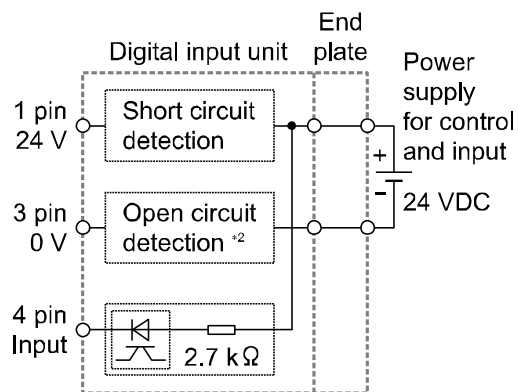 Digital input unit
End
plate
1 pin
24 V
Short circuit
detection
Power
supply
for control
and input
+
−
24 VDC
3 pin
0 V
Open circuit
detection *2
4 pin
Input
2.7 kΩ